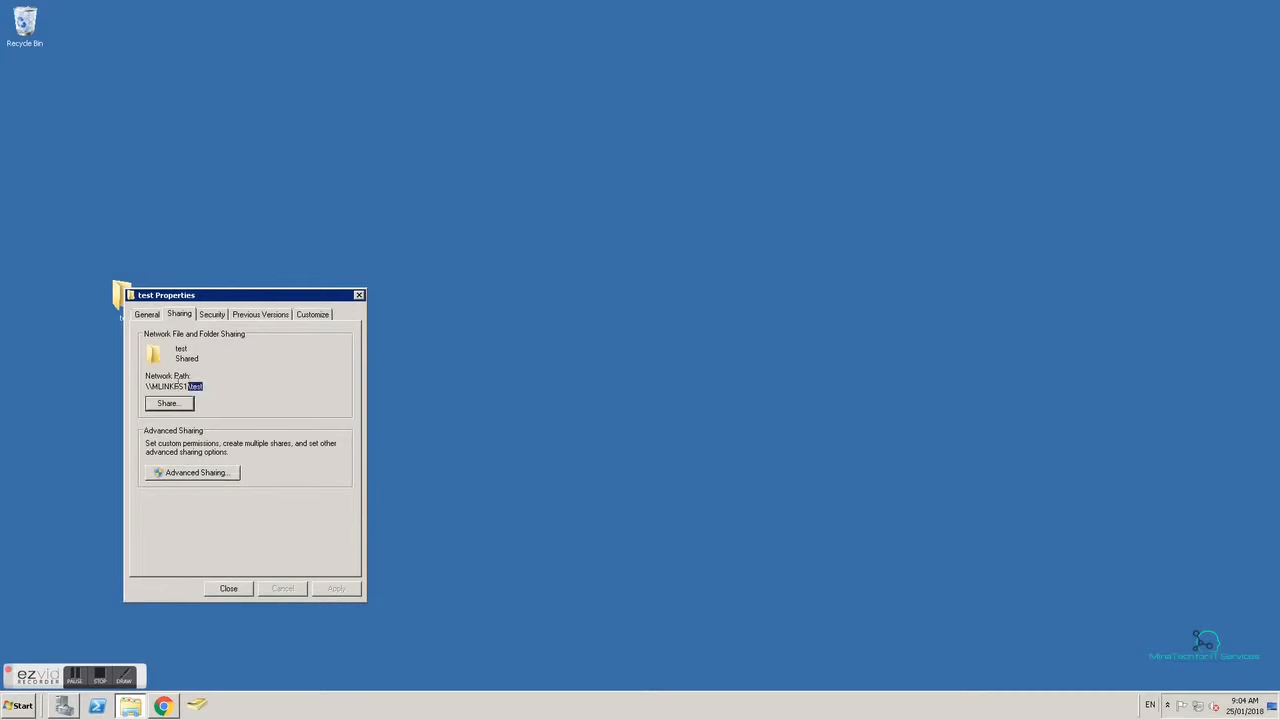 Recycle Bin
test Properties
General
Sharing
Security
Previous Versions
Customize
Network File and Folder Sharing
test
Shared
Network Path:
\\MLINKFS1\test
Share...
Advanced Sharing
Set custom permissions, create multiple shares, and set other
advanced sharing options.
Advanced Sharing...
Close
Cancel
Apply
MinaTec for IT Services
ezvid
RECORDER
PAUSE
STOP
DRAW
Start
EN
9:04 AM
25/01/2018